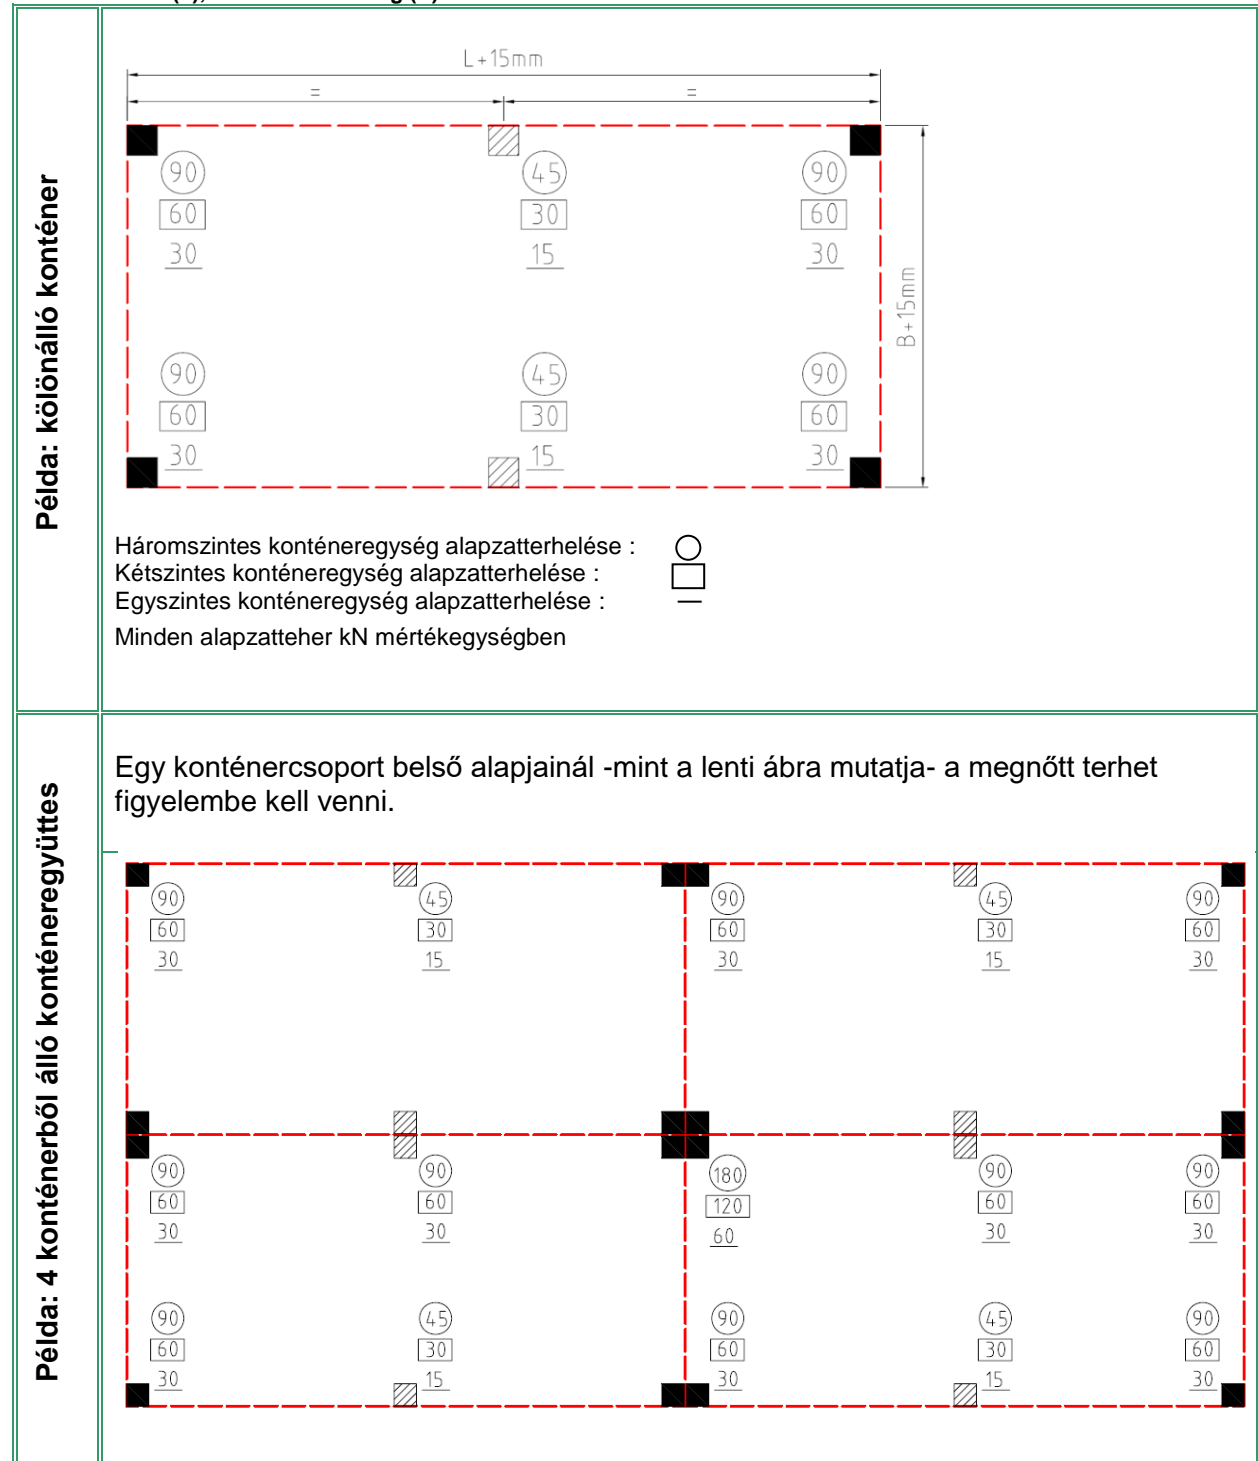 Példa: kölönálló konténer
L+15mm
= =
90 45 90
60 30 60
30 15 30
B+15mm
90 45 90
60 30 60
30 15 30
Háromszintes konténeregység alapzatterhelése :
Kétszintes konténeregység alapzatterhelése :
Egyszintes konténeregység alapzatterhelése :
Minden alapzatteher kN mértékegységben
Példa: 4 konténerből álló konténeregyüttes
Egy konténercsoport belső alapjainál -mint a lenti ábra mutatja- a megnőtt terhet
figyelembe kell venni.
90 45 90 45 90
60 30 60 30 60
30 15 30 15 30
90 90 180 90 90
60 60 120 60 60
30 30 60 30 30
90 45 90 45 90
60 30 60 30 60
30 15 30 15 30